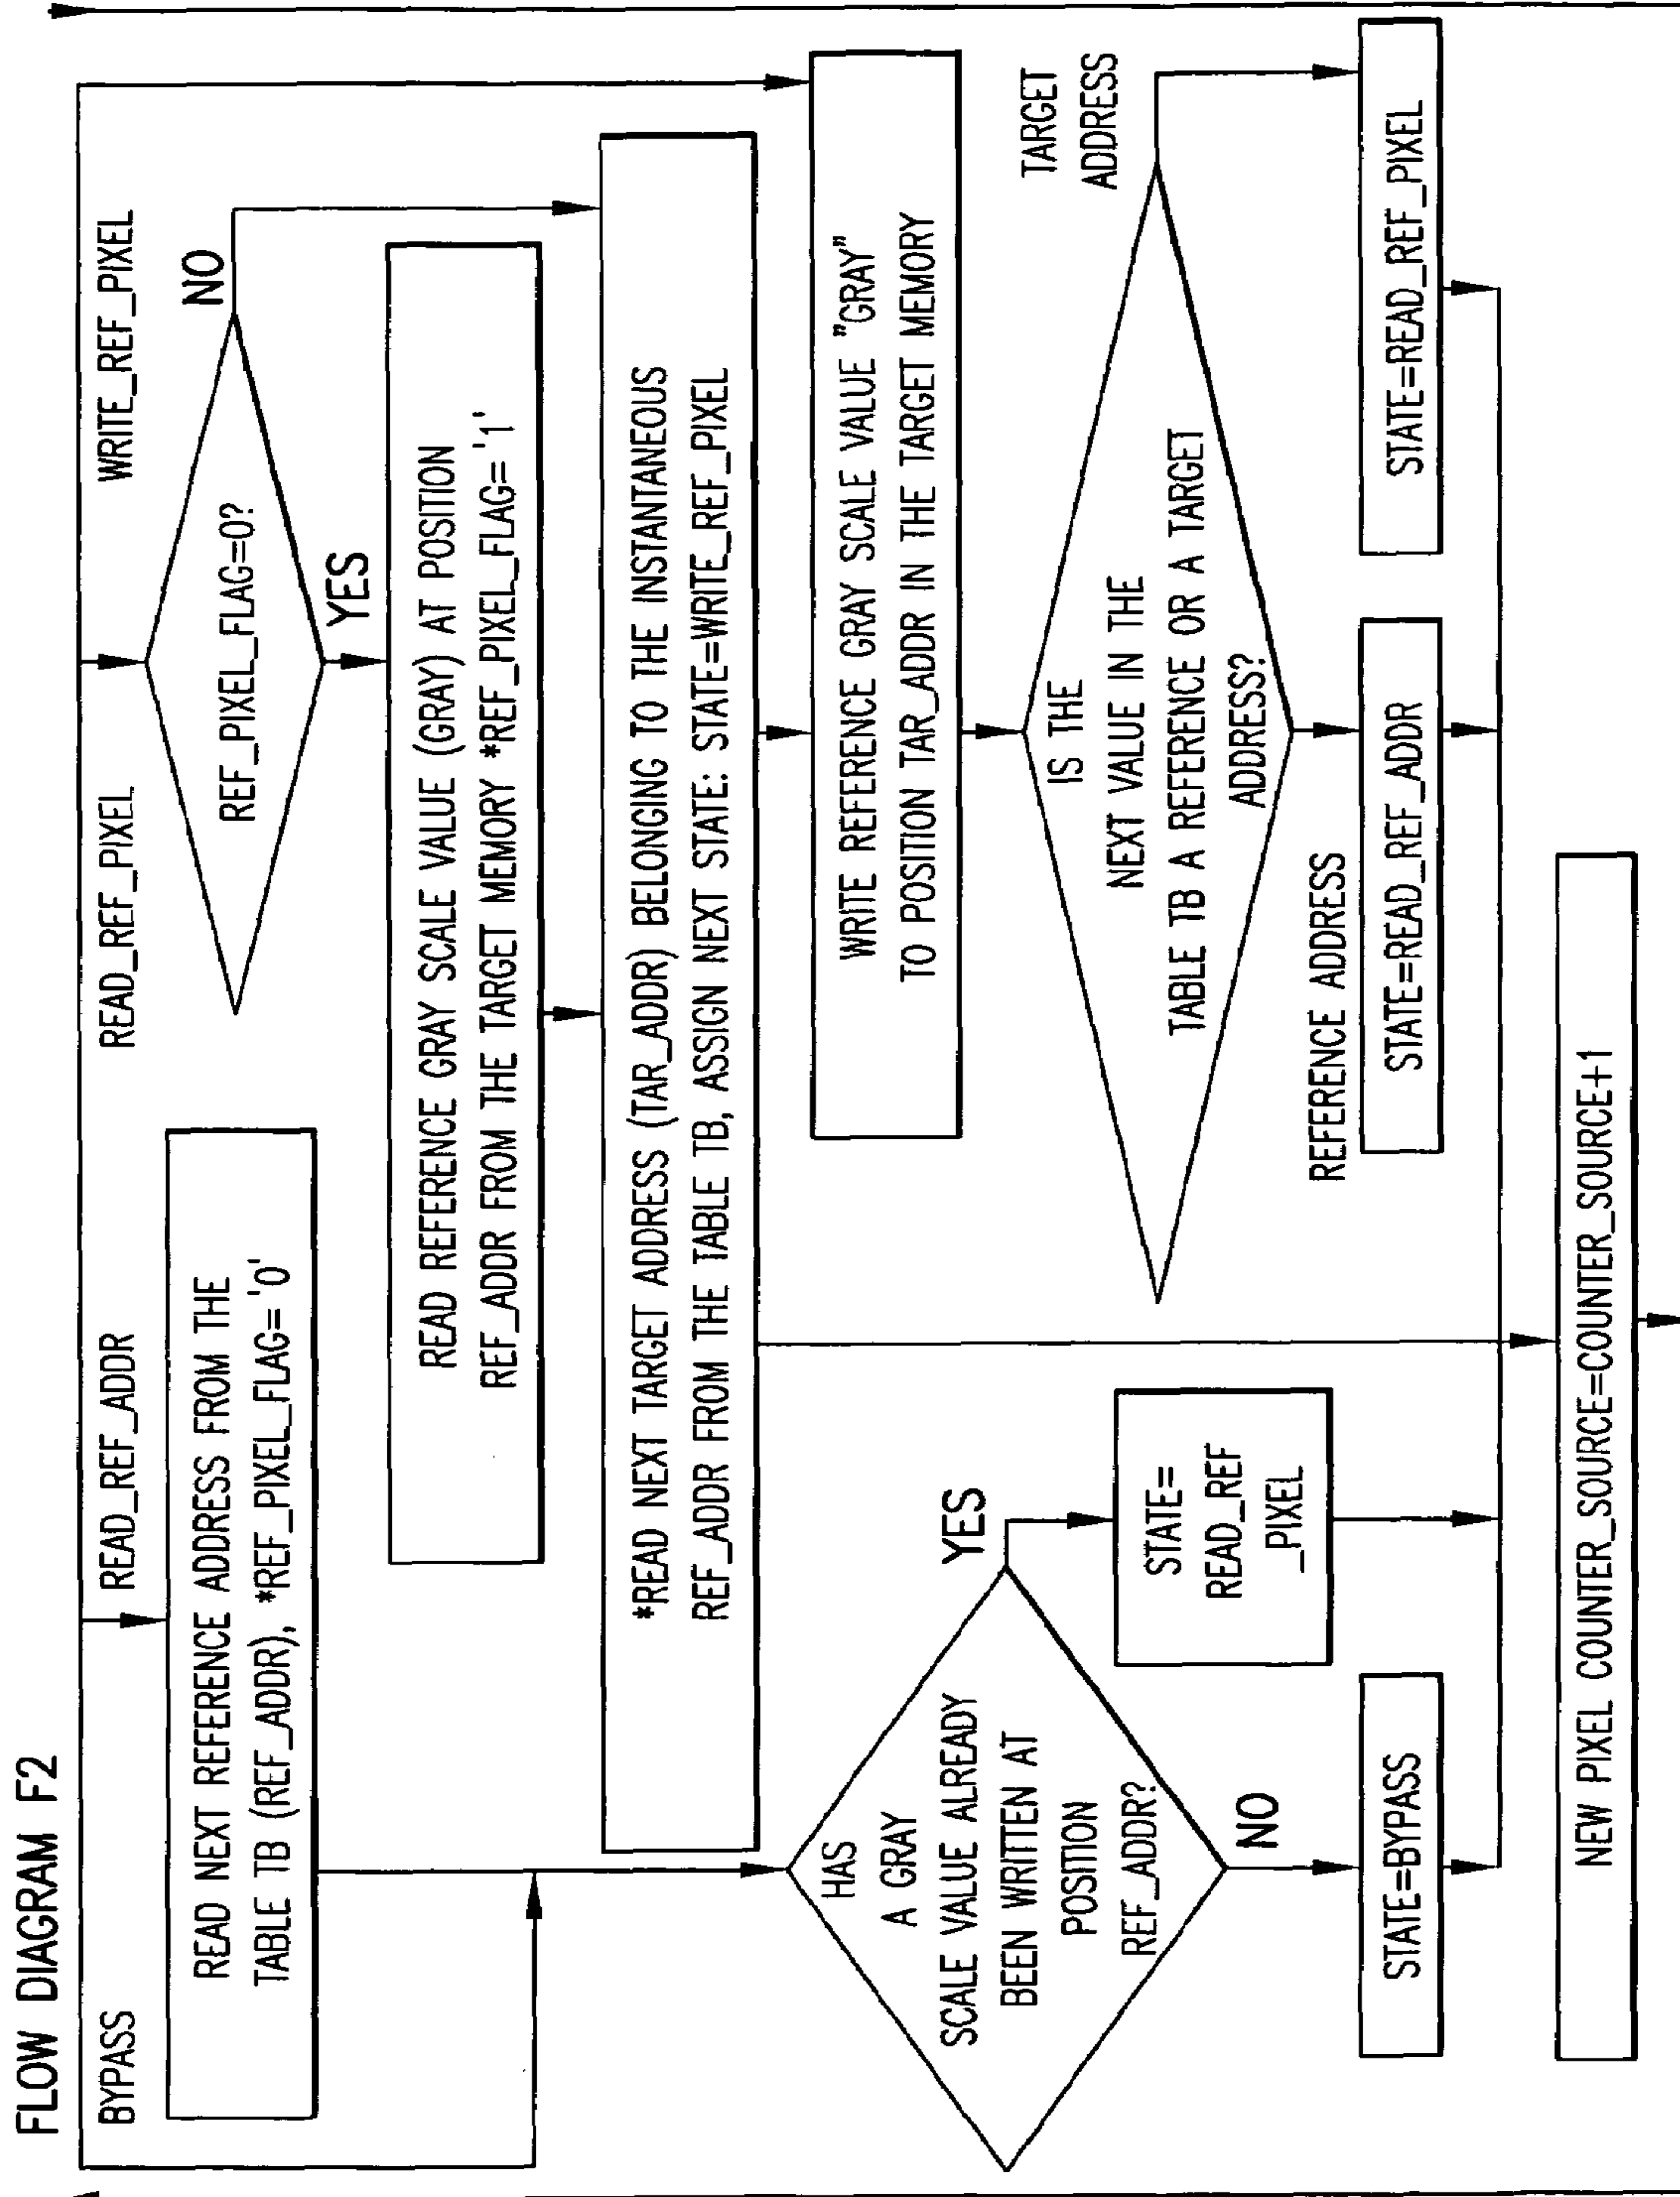 FLOW DIAGRAM F2
BYPASS
READ_REF_ADDR
READ_REF_PIXEL
WRITE_REF_PIXEL
READ NEXT REFERENCE ADDRESS FROM THE
TABLE TB (REF_ADDR), *REF_PIXEL_FLAG='0'
REF_PIXEL_FLAG=0?
NO
YES
READ REFERENCE GRAY SCALE VALUE (GRAY) AT POSITION
REF_ADDR FROM THE TARGET MEMORY *REF_PIXEL_FLAG='1'
*READ NEXT TARGET ADDRESS (TAR_ADDR) BELONGING TO THE INSTANTANEOUS
REF_ADDR FROM THE TABLE TB, ASSIGN NEXT STATE: STATE=WRITE_REF_PIXEL
HAS
A GRAY
SCALE VALUE ALREADY
BEEN WRITTEN AT
POSITION
REF_ADDR?
YES
NO
STATE=
READ_REF
_PIXEL
STATE=BYPASS
WRITE REFERENCE GRAY SCALE VALUE "GRAY"
TO POSITION TAR_ADDR IN THE TARGET MEMORY
IS THE
NEXT VALUE IN THE
TABLE TB A REFERENCE OR A TARGET
ADDRESS?
TARGET
ADDRESS
REFERENCE ADDRESS
STATE=READ_REF_ADDR
STATE=READ_REF_PIXEL
NEW PIXEL COUNTER_SOURCE=COUNTER_SOURCE+1